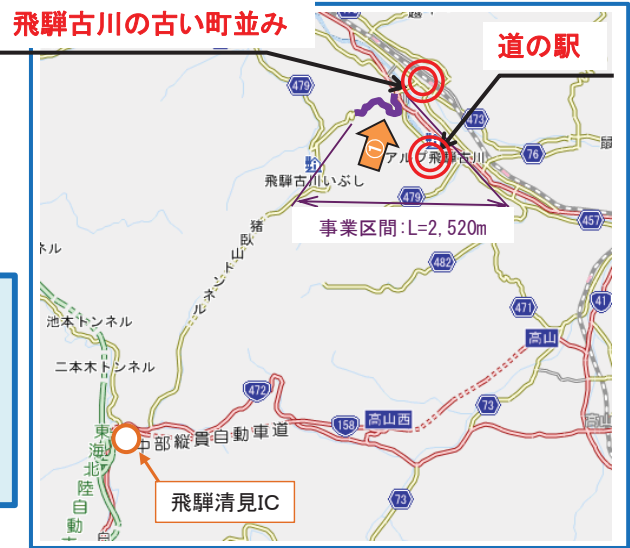 飛騨古川の古い町並み
道の駅
479
473
①
アルプ飛騨古川
76
飛騨古川いぶし
479
事業区間:L=2,520m
457
猪臥山トンネル
ネル
482
471
41
池本トンネル
高山
二本木トンネル
472
73
高山西
158
中部縦貫自動車道
東海北陸自動車
飛騨清見IC
73